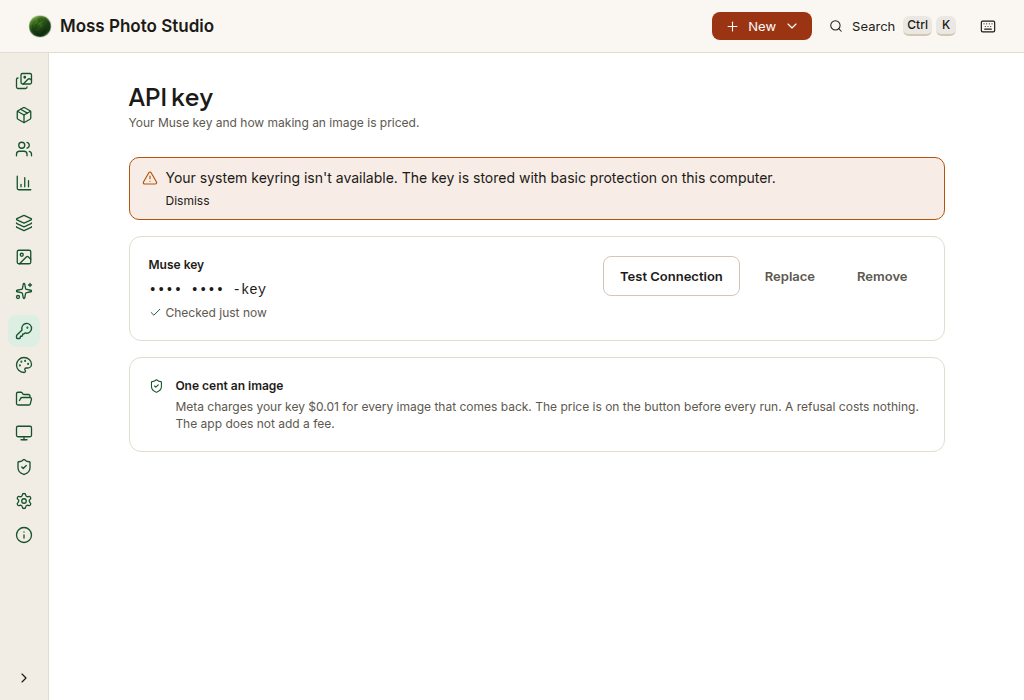 Moss Photo Studio
New
Search Ctrl K
API key
Your Muse key and how making an image is priced.
Your system keyring isn't available. The key is stored with basic protection on this computer.
Dismiss
Muse key
•••• •••• -key
Checked just now
Test Connection
Replace
Remove
One cent an image
Meta charges your key $0.01 for every image that comes back. The price is on the button before every run. A refusal costs nothing.
The app does not add a fee.